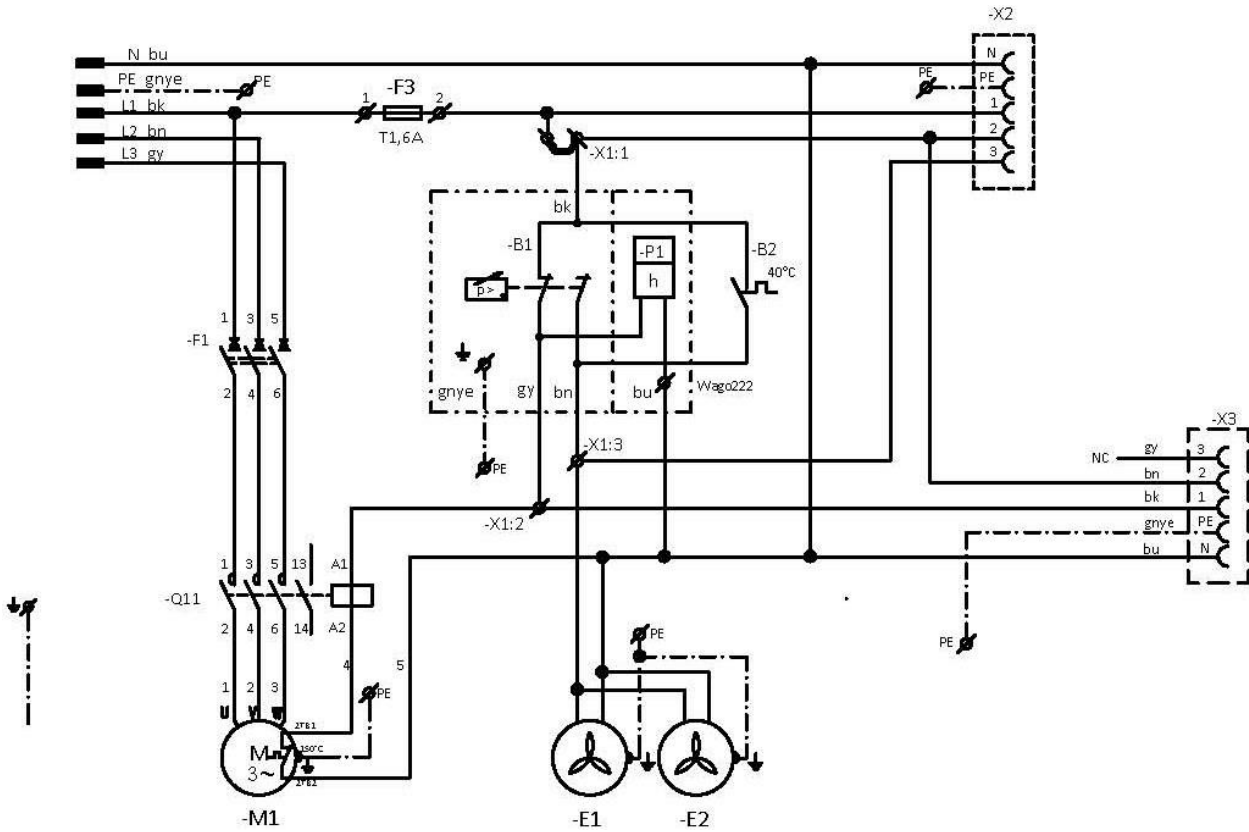 -X2
N bu
N
PE gnye
PE
PE
PE
L1 bk
1
-F3
2
1
L2 bn
T1,6A
2
L3 gy
-X1:1
3
bk
-B1
-P1
-B2
h
40°C
p>
1
3
5
-F1
2
4
6
gnye
gy
bn
bu
Wago222
-X3
-X1:3
PE
NC
gy
3
bn
2
bk
1
-X1:2
gnye
PE
bu
N
1
3
5
13
A1
-Q11
2
4
6
14
A2
4
5
PE
PE
1
2
3
PE
U
V
W
2TB1
M
150°C
3~
2TB2
-M1
-E1
-E2